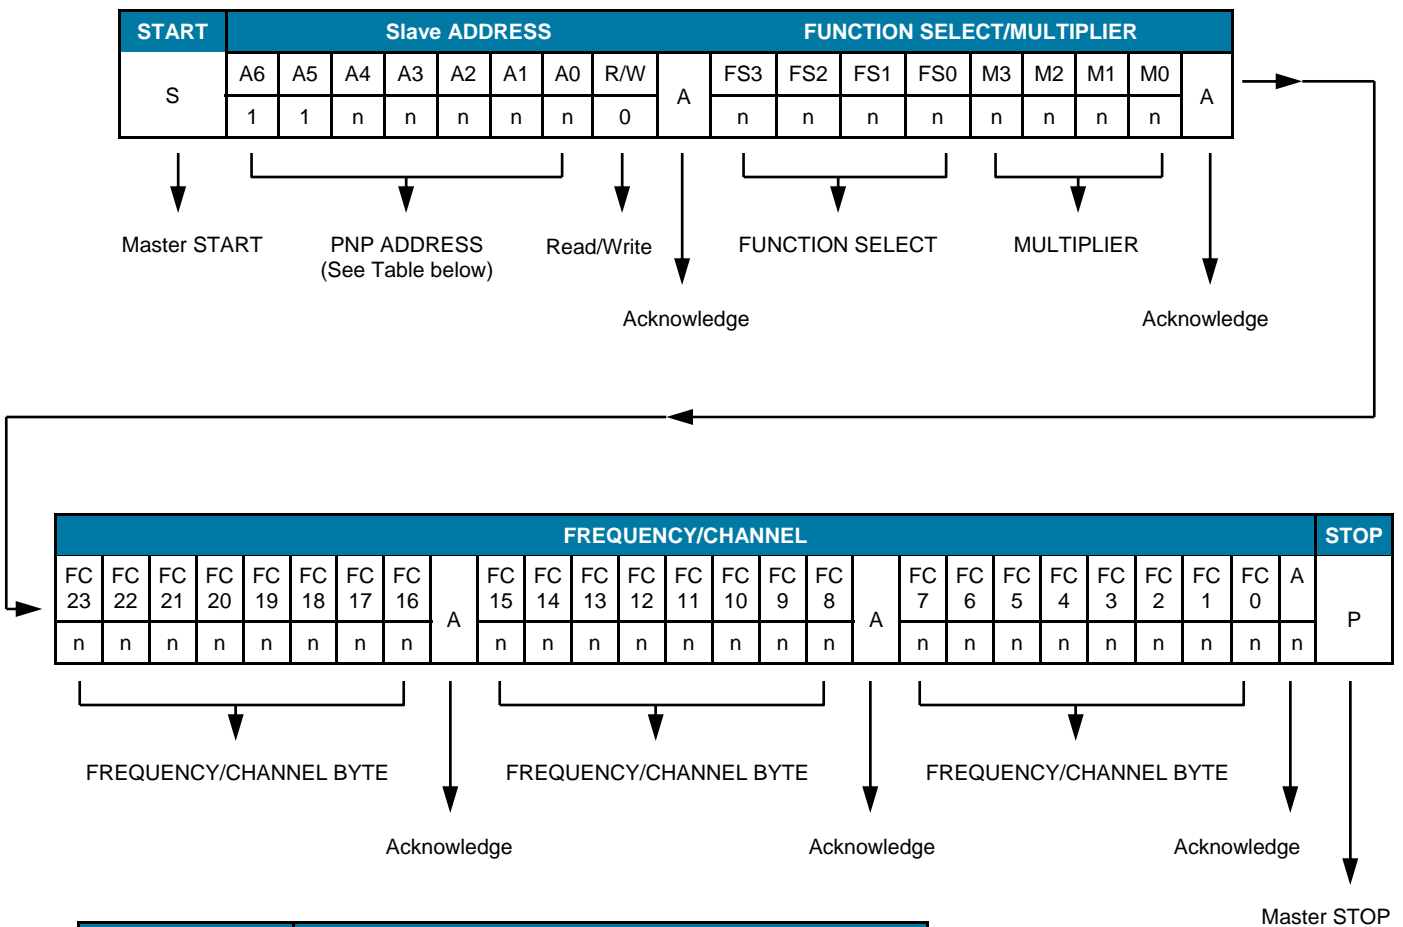 START Slave ADDRESS FUNCTION SELECT/MULTIPLIER
S A6 A5 A4 A3 A2 A1 A0 R/W A FS3 FS2 FS1 FS0 M3 M2 M1 M0 A
1 1 n n n n n 0 n n n n n n n n
Master START PNP ADDRESS Read/Write FUNCTION SELECT MULTIPLIER
(See Table below)
Acknowledge Acknowledge
FREQUENCY/CHANNEL STOP
FC FC FC FC FC FC FC FC A FC FC FC FC FC FC FC FC A FC FC FC FC FC FC FC FC A P
23 22 21 20 19 18 17 16 15 14 13 12 11 10 9 8 7 6 5 4 3 2 1 0
n n n n n n n n n n n n n n n n n n n n n n n n n
FREQUENCY/CHANNEL BYTE FREQUENCY/CHANNEL BYTE FREQUENCY/CHANNEL BYTE
Acknowledge Acknowledge Acknowledge
Master STOP